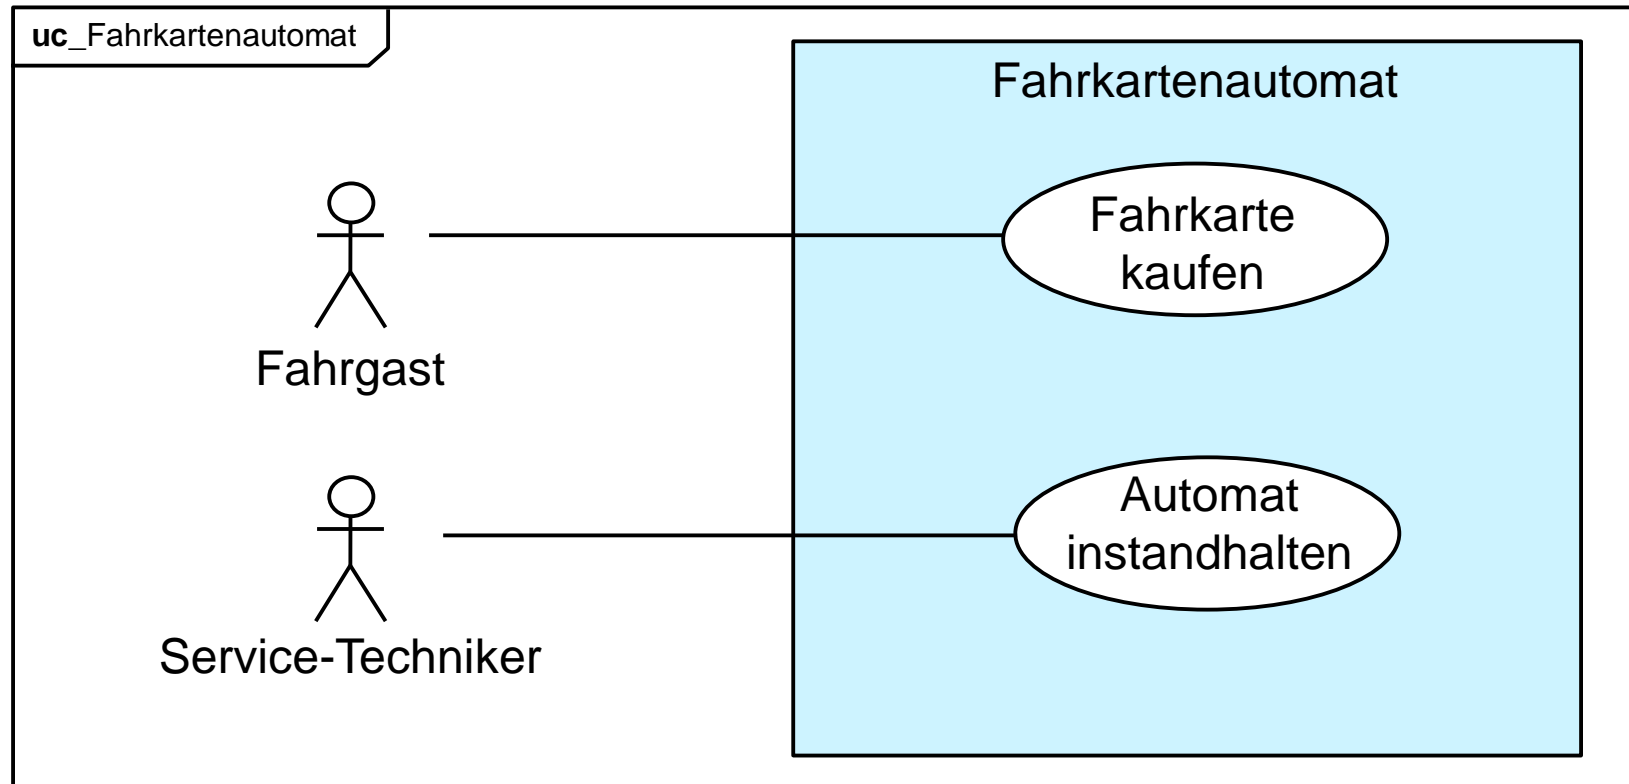 uc_Fahrkartenautomat
Fahrkartenautomat
Fahrkarte
kaufen
Fahrgast
Automat
instandhalten
Service-Techniker